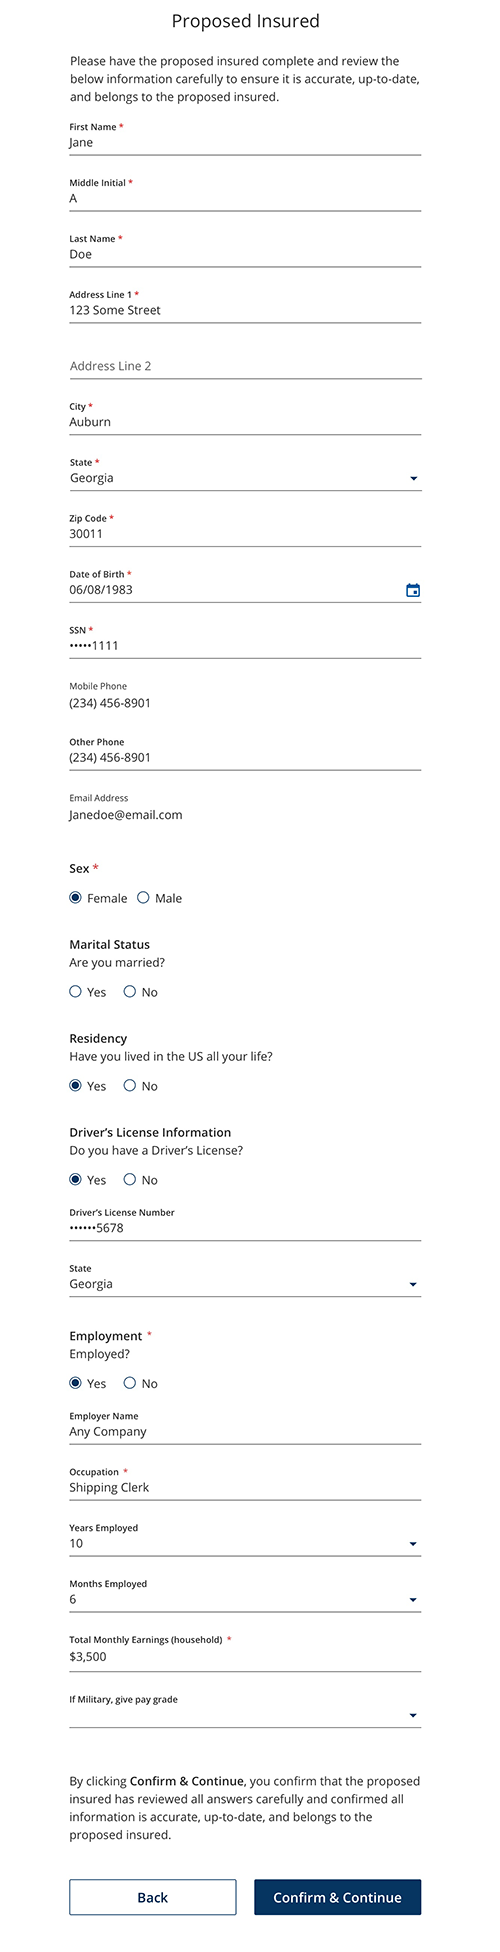 Proposed Insured
Please have the proposed insured complete and review the
below information carefully to ensure it is accurate, up-to-date,
and belongs to the proposed insured.
First Name *
Jane
Middle Initial *
A
Last Name *
Doe
Address Line 1 *
123 Some Street
Address Line 2
City *
Auburn
State *
Georgia
Zip Code *
30011
Date of Birth *
06/08/1983
SSN *
•••••1111
Mobile Phone
(234) 456-8901
Other Phone
(234) 456-8901
Email Address
Janedoe@email.com
Sex *
Female Male
Marital Status
Are you married?
Yes No
Residency
Have you lived in the US all your life?
Yes No
Driver’s License Information
Do you have a Driver’s License?
Yes No
Driver’s License Number
••••••5678
State
Georgia
Employment *
Employed?
Yes No
Employer Name
Any Company
Occupation *
Shipping Clerk
Years Employed
10
Months Employed
6
Total Monthly Earnings (household) *
$3,500
If Military, give pay grade
By clicking Confirm & Continue, you confirm that the proposed
insured has reviewed all answers carefully and confirmed all
information is accurate, up-to-date, and belongs to the
proposed insured.
Back Confirm & Continue